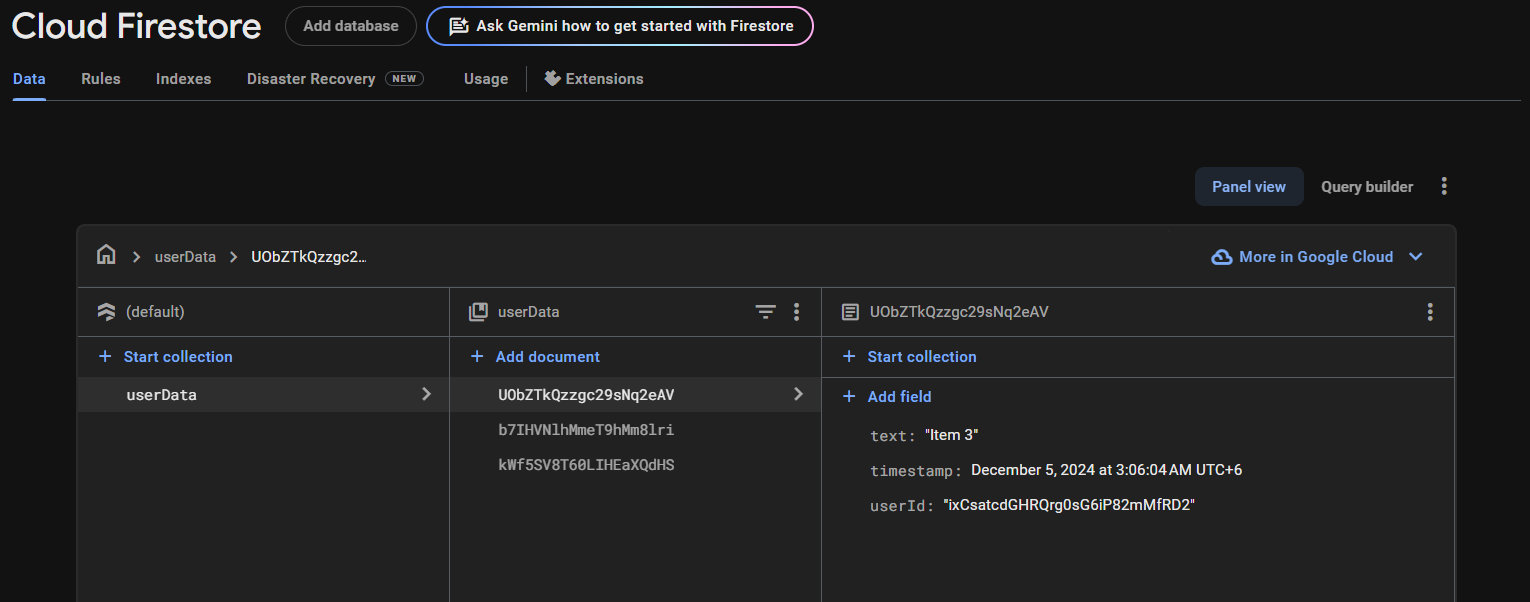 Cloud Firestore
Add database
Ask Gemini how to get started with Firestore
Data
Rules
Indexes
Disaster Recovery NEW
Usage
Extensions
Panel view
Query builder
userData
UObZTkQzzgc2...
More in Google Cloud
(default)
userData
UObZTkQzzgc29sNq2eAV
Start collection
Add document
Start collection
userData
UObZTkQzzgc29sNq2eAV
b7IHVNlhMmeT9hMm8lri
kWf5SV8T60LIHEaXQdHS
Add field
text: "Item 3"
timestamp: December 5, 2024 at 3:06:04 AM UTC+6
userId: "ixCsatcdGHRQrg0sG6iP82mMfRD2"